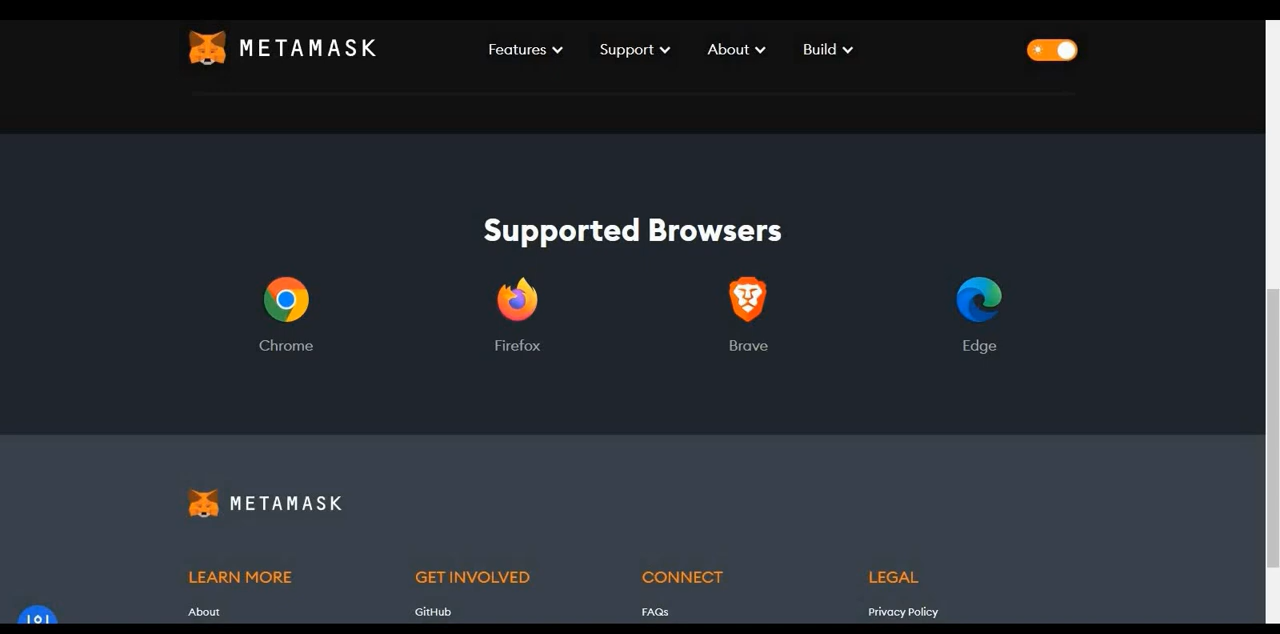 METAMASK
Features Support About Build
Supported Browsers
Chrome Firefox Brave Edge
METAMASK
LEARN MORE GET INVOLVED CONNECT LEGAL
About GitHub FAQs Privacy Policy